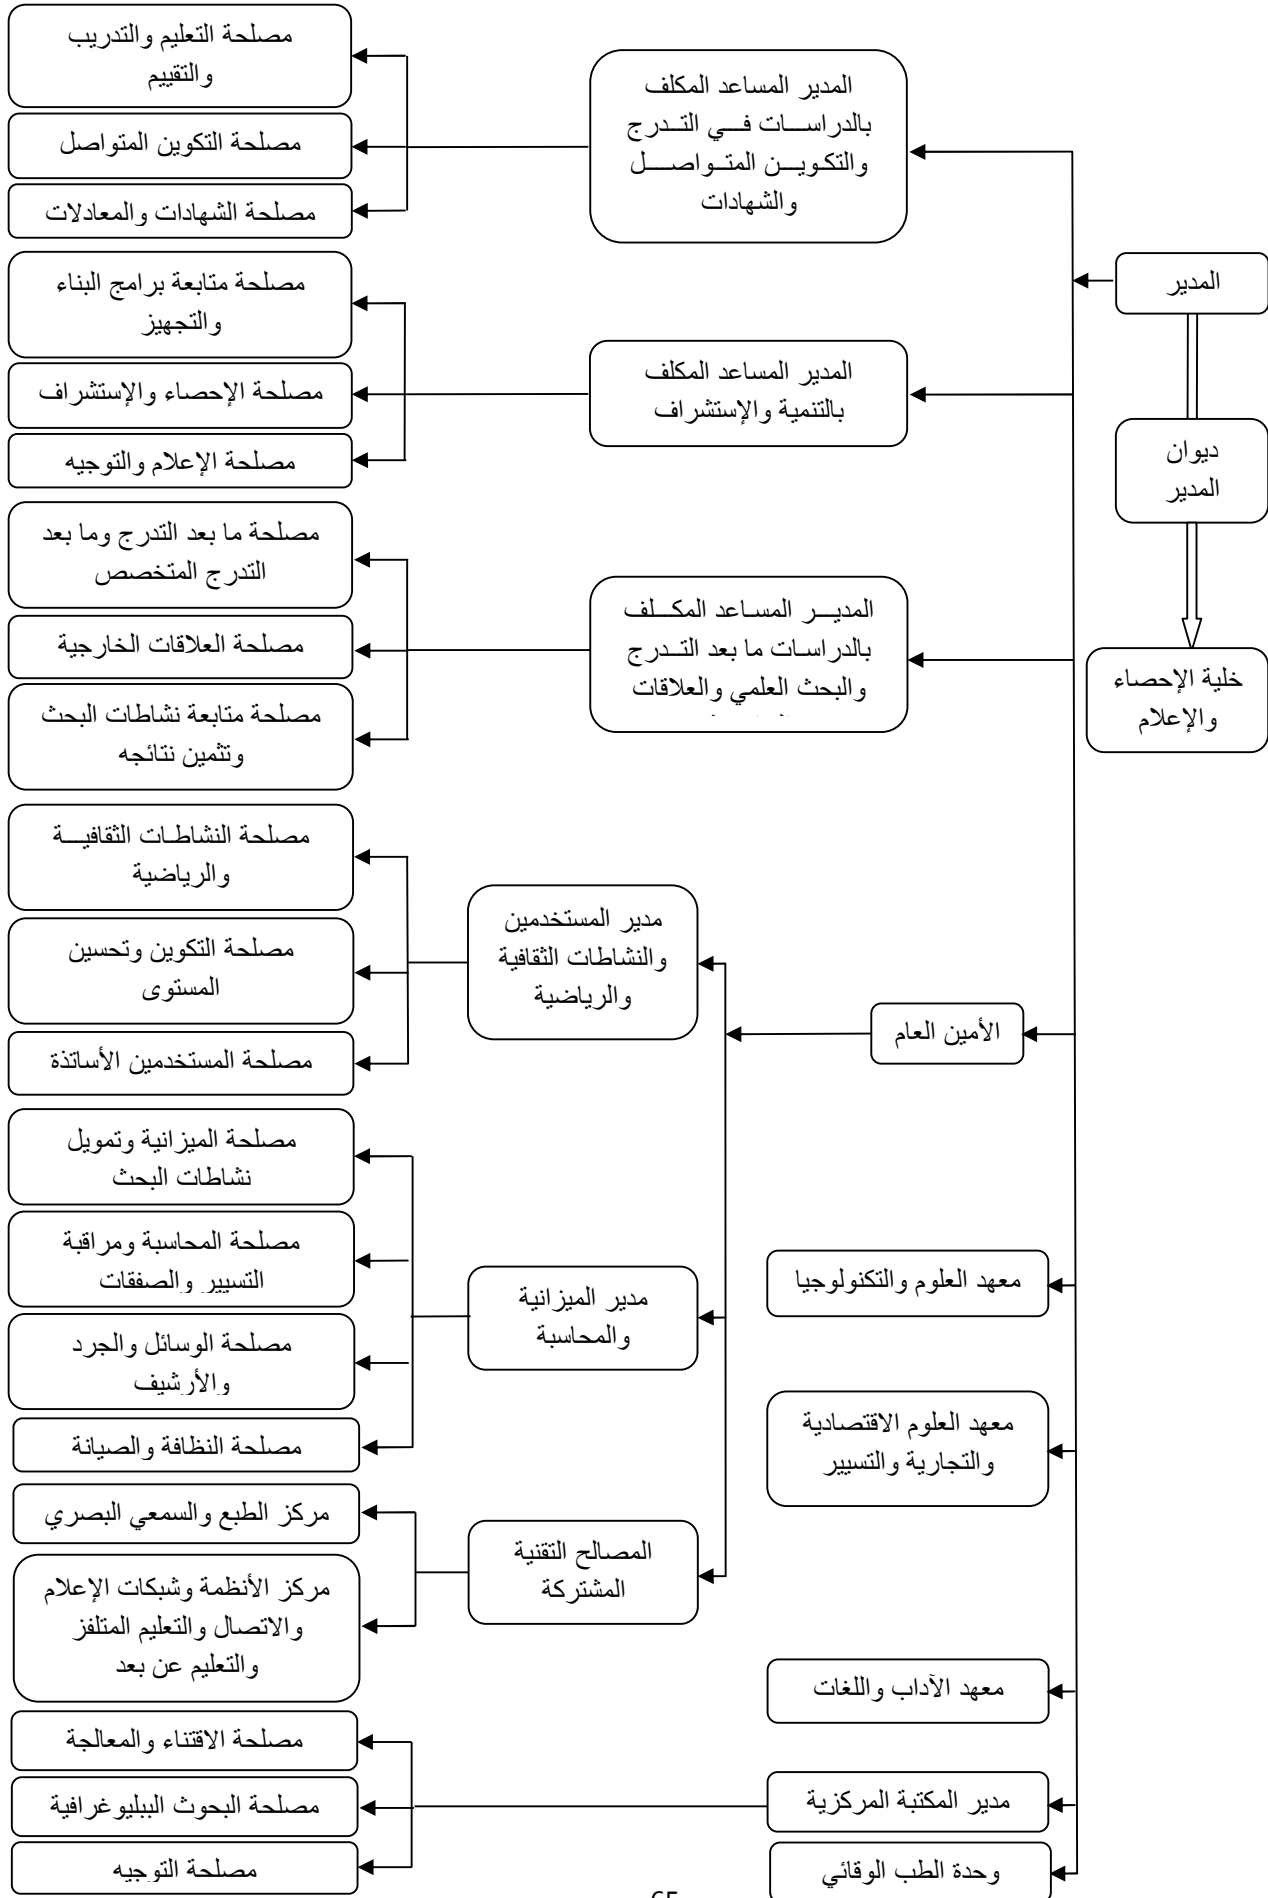 المدير
ديوان
المدير
خلية الإحصاء
والإعلام
المدير المساعد المكلف
بالدراسات في التدرج
والتكوين المتواصل
والشهادات
مصلحة التعليم والتدريب
والتقييم
مصلحة التكوين المتواصل
مصلحة الشهادات والمعادلات
المدير المساعد المكلف
بالتنمية والإستشراف
مصلحة متابعة برامج البناء
والتجهيز
مصلحة الإحصاء والإستشراف
مصلحة الإعلام والتوجيه
المدير المساعد المكلف
بالدراسات ما بعد التدرج
والبحث العلمي والعلاقات
مصلحة ما بعد التدرج وما بعد
التدرج المتخصص
مصلحة العلاقات الخارجية
مصلحة متابعة نشاطات البحث
وتثمين نتائجه
الأمين العام
مدير المستخدمين
والنشاطات الثقافية
والرياضية
مصلحة النشاطات الثقافية
والرياضية
مصلحة التكوين وتحسين
المستوى
مصلحة المستخدمين الأساتذة
مدير الميزانية
والمحاسبة
مصلحة الميزانية وتمويل
نشاطات البحث
مصلحة المحاسبة ومراقبة
التسيير والصفقات
مصلحة الوسائل والجرد
والأرشيف
مصلحة النظافة والصيانة
المصالح التقنية
المشتركة
مركز الطبع والسمعي البصري
مركز الأنظمة وشبكات الإعلام
والاتصال والتعليم المتلفز
والتعليم عن بعد
معهد العلوم والتكنولوجيا
معهد العلوم الاقتصادية
والتجارية والتسيير
معهد الآداب واللغات
مدير المكتبة المركزية
مصلحة الاقتناء والمعالجة
مصلحة البحوث الببليوغرافية
مصلحة التوجيه
وحدة الطب الوقائي
65